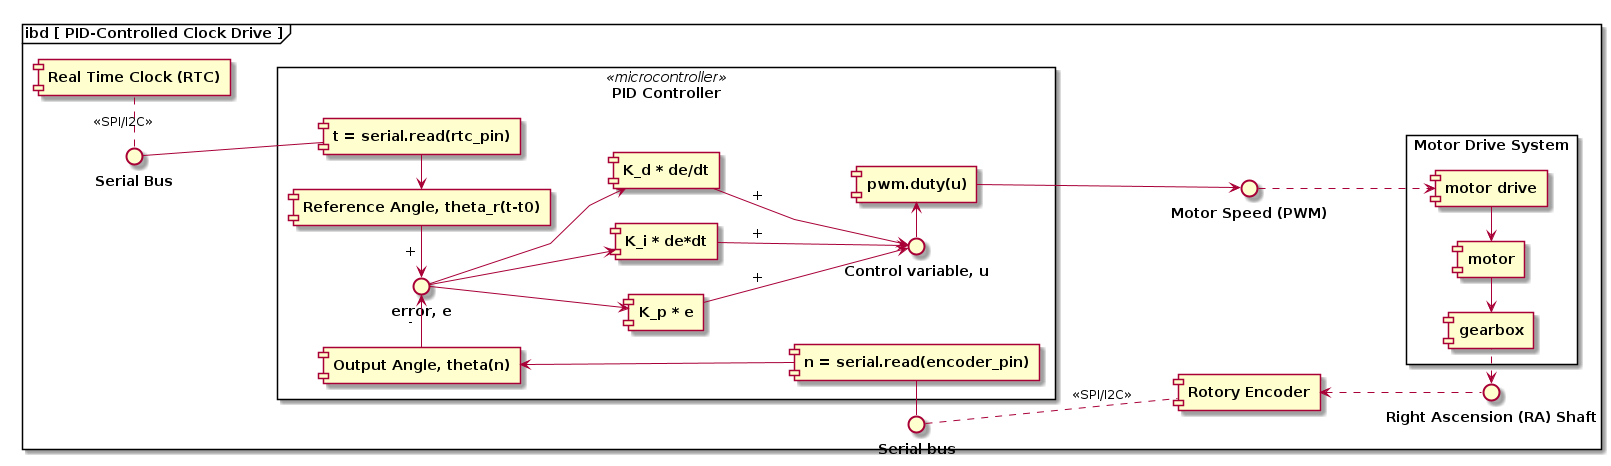 ibd [ PID-Controlled Clock Drive ]
Real Time Clock (RTC)
«SPI/I2C»
Serial Bus
«microcontroller»
PID Controller
t = serial.read(rtc_pin)
Reference Angle, theta_r(t-t0)
+
error, e
-
Output Angle, theta(n)
K_d * de/dt
K_i * de*dt
K_p * e
+
+
+
pwm.duty(u)
Control variable, u
n = serial.read(encoder_pin)
Serial bus
«SPI/I2C»
Motor Speed (PWM)
Motor Drive System
motor drive
motor
gearbox
Rotory Encoder
Right Ascension (RA) Shaft